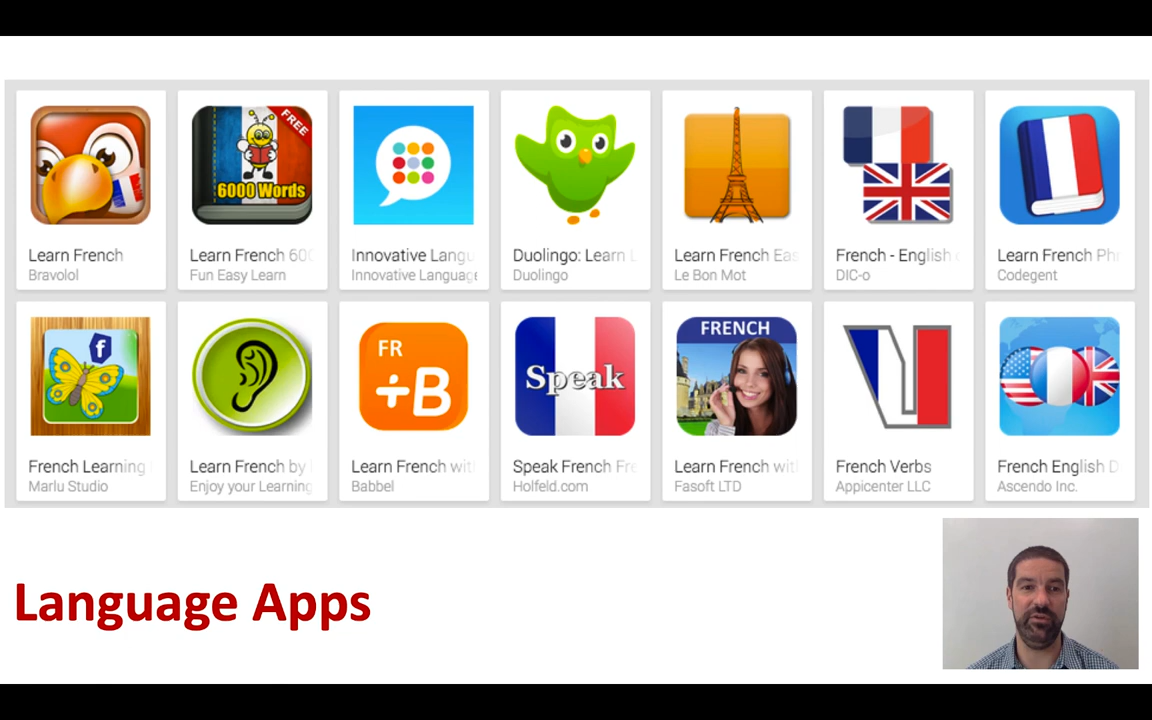 FREE
6000 Words
Learn French
Bravolol
Learn French 600
Fun Easy Learn
Innovative Langu
Innovative Language
Duolingo: Learn L
Duolingo
Learn French Eas
Le Bon Mot
French - English
DIC-o
Learn French Phr
Codegent
f
FR
+B
Speak
FRENCH
French Learning
Marlu Studio
Learn French by
Enjoy your Learning
Learn French wit
Babbel
Speak French Fre
Holfeld.com
Learn French wit
Fasoft LTD
French Verbs
Appicenter LLC
French English D
Ascendo Inc.
Language Apps